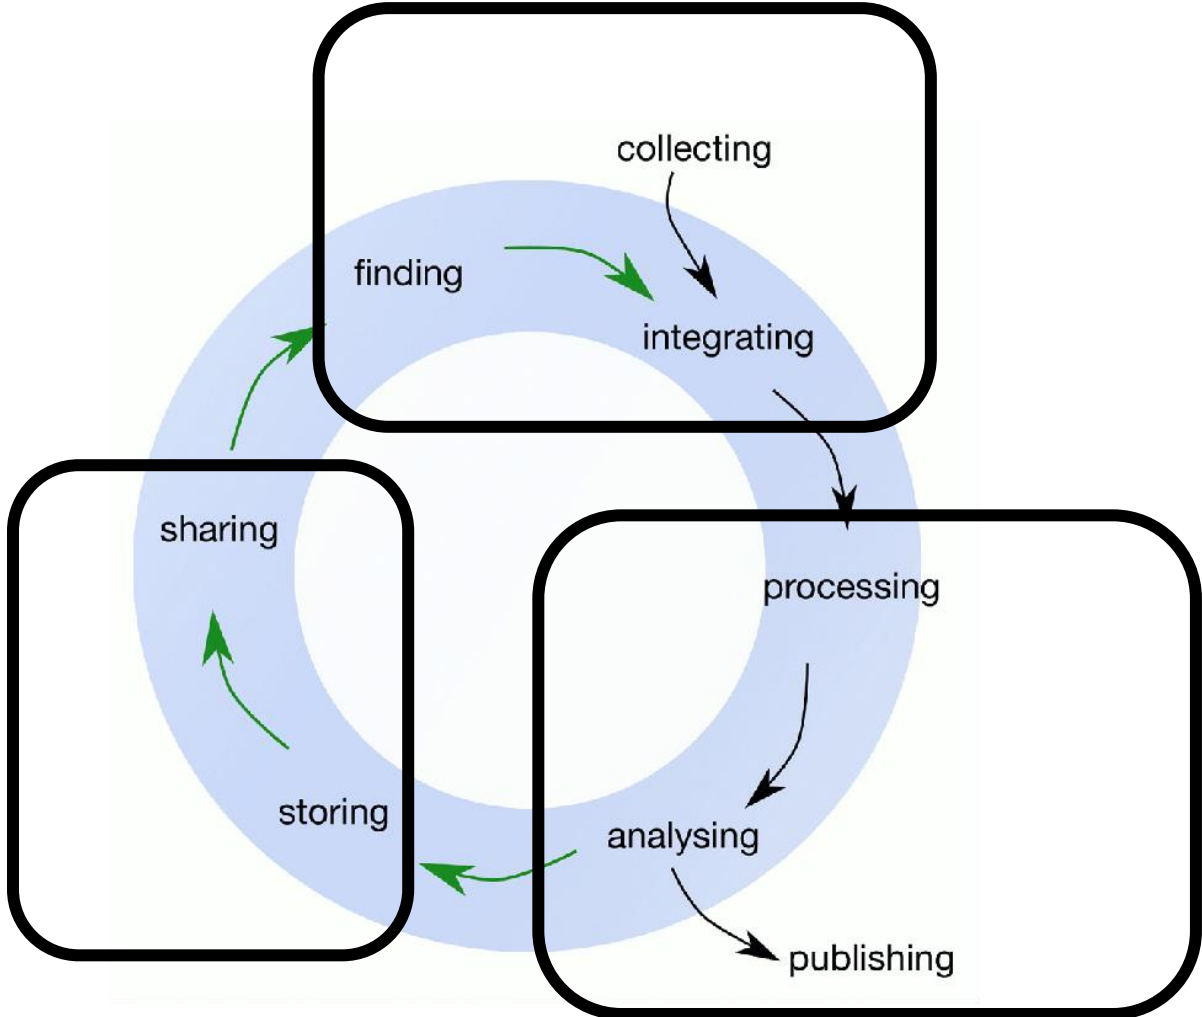 collecting
finding
integrating
sharing
processing
storing
analysing
publishing